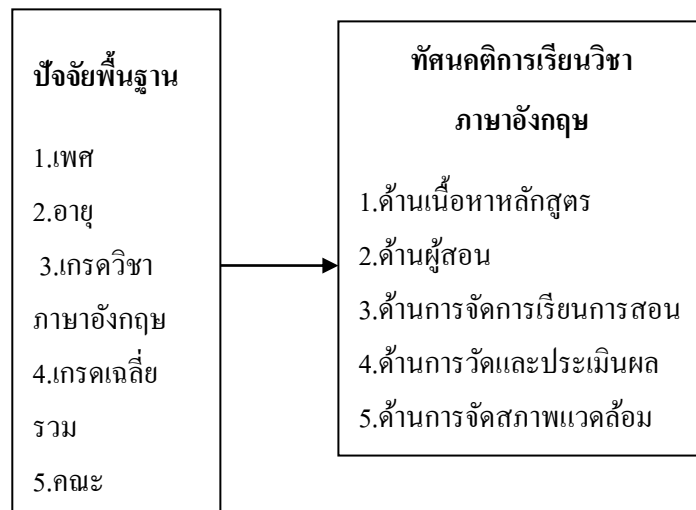 ปัจจัยพื้นฐาน
1.เพศ
2.อายุ
3.เกรดวิชา
ภาษาอังกฤษ
4.เกรดเฉลี่ย
รวม
5.คณะ
ทัศนคติการเรียนวิชา
ภาษาอังกฤษ
1.ด้านเนื้อหาหลักสูตร
2.ด้านผู้สอน
3.ด้านการจัดการเรียนการสอน
4.ด้านการวัดและประเมินผล
5.ด้านการจัดสภาพแวดล้อม